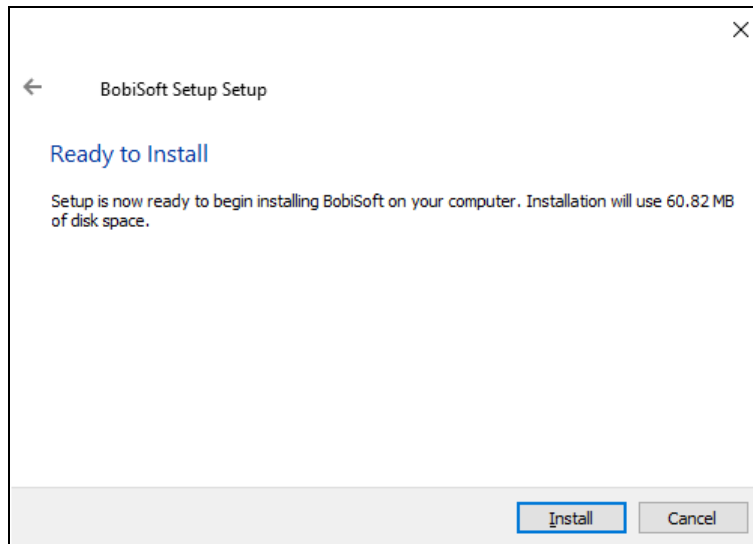 BobiSoft Setup Setup
Ready to Install
Setup is now ready to begin installing BobiSoft on your computer. Installation will use 60.82 MB
of disk space.
Install Cancel